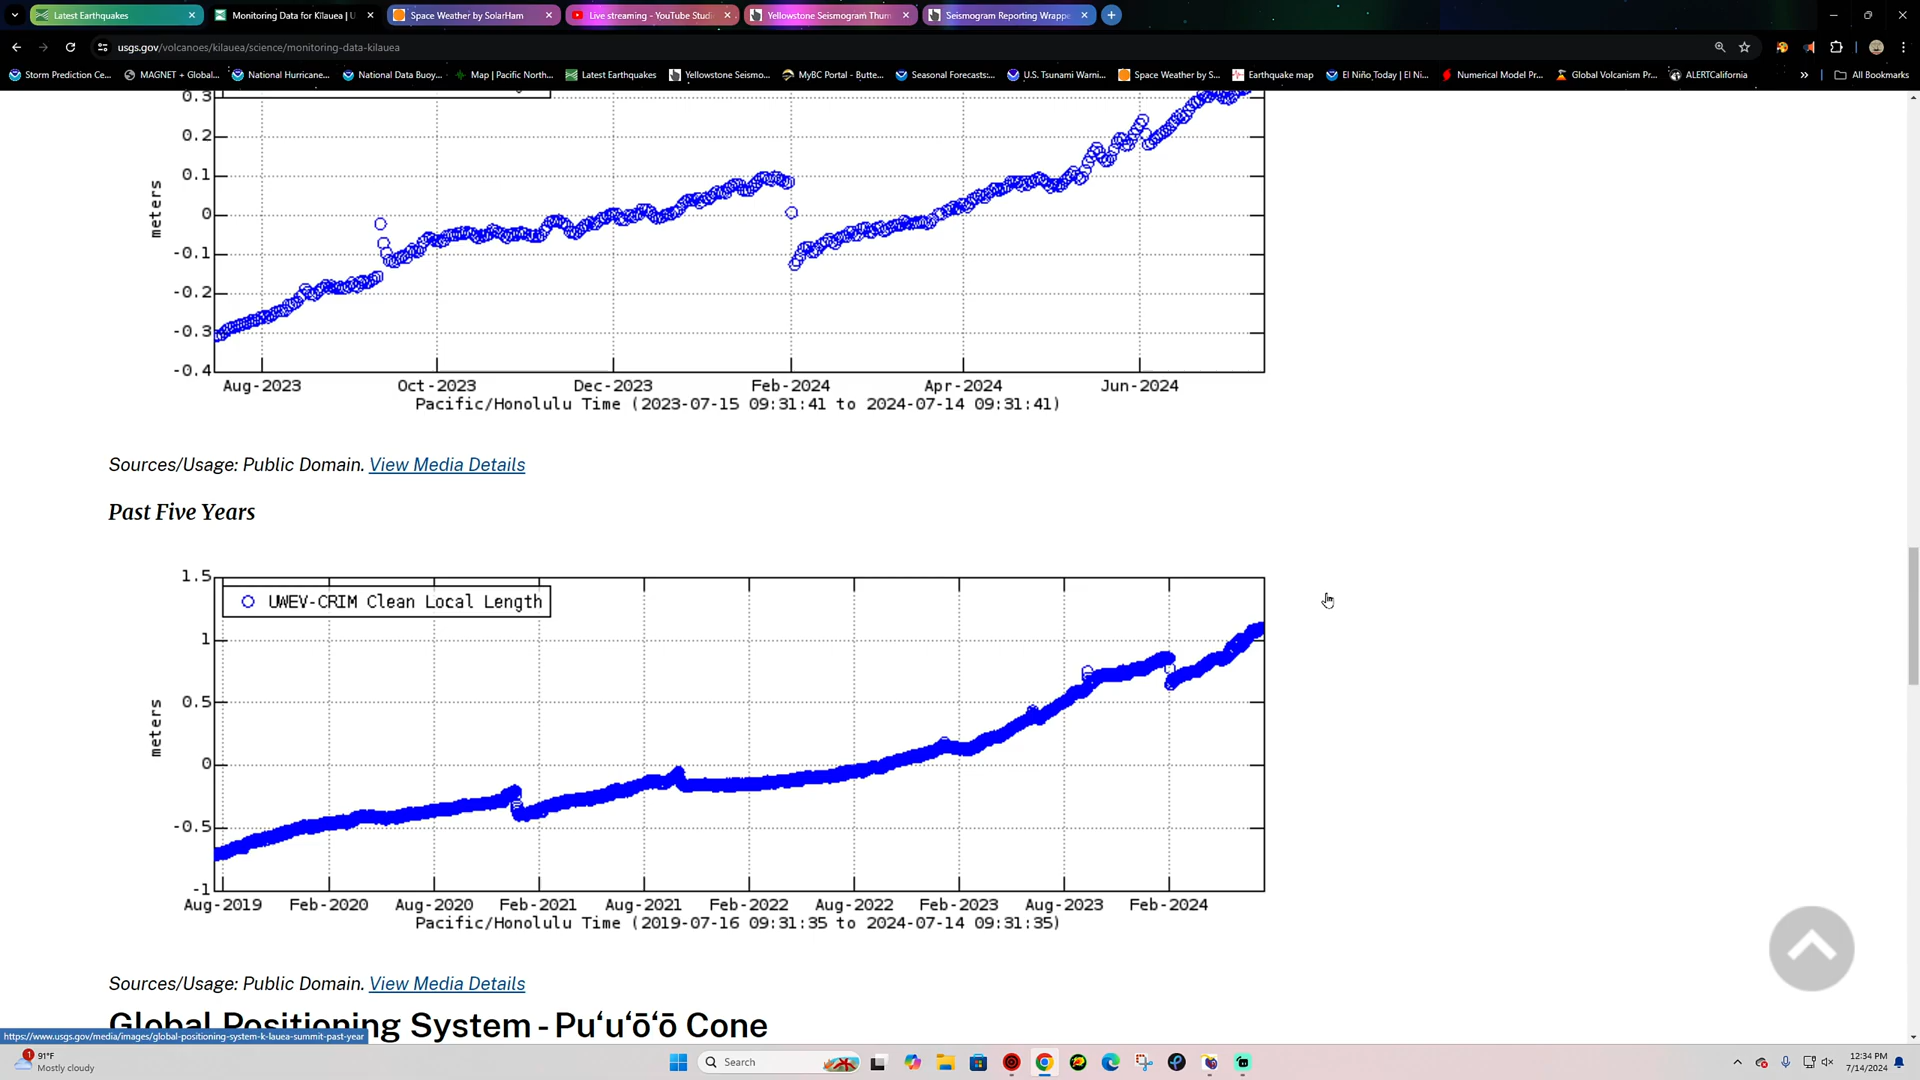 Latest Earthquakes
Monitoring Data for Kīlauea | U
Space Weather by SolarHam
Live streaming - YouTube Studi
Yellowstone Seismogram Thum
Seismogram Reporting Wrappe
usgs.gov/volcanoes/kilauea/science/monitoring-data-kilauea
Storm Prediction Ce...
MAGNET + Global...
National Hurricane...
National Data Buoy...
Map | Pacific North...
Latest Earthquakes
Yellowstone Seismo...
MyBC Portal - Butte...
Seasonal Forecasts:...
U.S. Tsunami Warni...
Space Weather by S...
Earthquake map
El Niño Today | El Ni...
Numerical Model Pr...
Global Volcanism Pr...
ALERTCalifornia
All Bookmarks
0.3
0.2
0.1
0
-0.1
-0.2
-0.3
-0.4
meters
Aug-2023 Oct-2023 Dec-2023 Feb-2024 Apr-2024 Jun-2024
Pacific/Honolulu Time (2023-07-15 09:31:41 to 2024-07-14 09:31:41)
Sources/Usage: Public Domain. View Media Details
Past Five Years
UWEV-CRIM Clean Local Length
1.5
1
0.5
0
-0.5
-1
meters
Aug-2019 Feb-2020 Aug-2020 Feb-2021 Aug-2021 Feb-2022 Aug-2022 Feb-2023 Aug-2023 Feb-2024
Pacific/Honolulu Time (2019-07-16 09:31:35 to 2024-07-14 09:31:35)
Sources/Usage: Public Domain. View Media Details
Global Positioning System - Pu‘u‘ō‘ō Cone
https://www.usgs.gov/media/images/global-positioning-system-k-lauea-summit-past-year
1
91°F
Mostly cloudy
Search
12:34 PM
7/14/2024